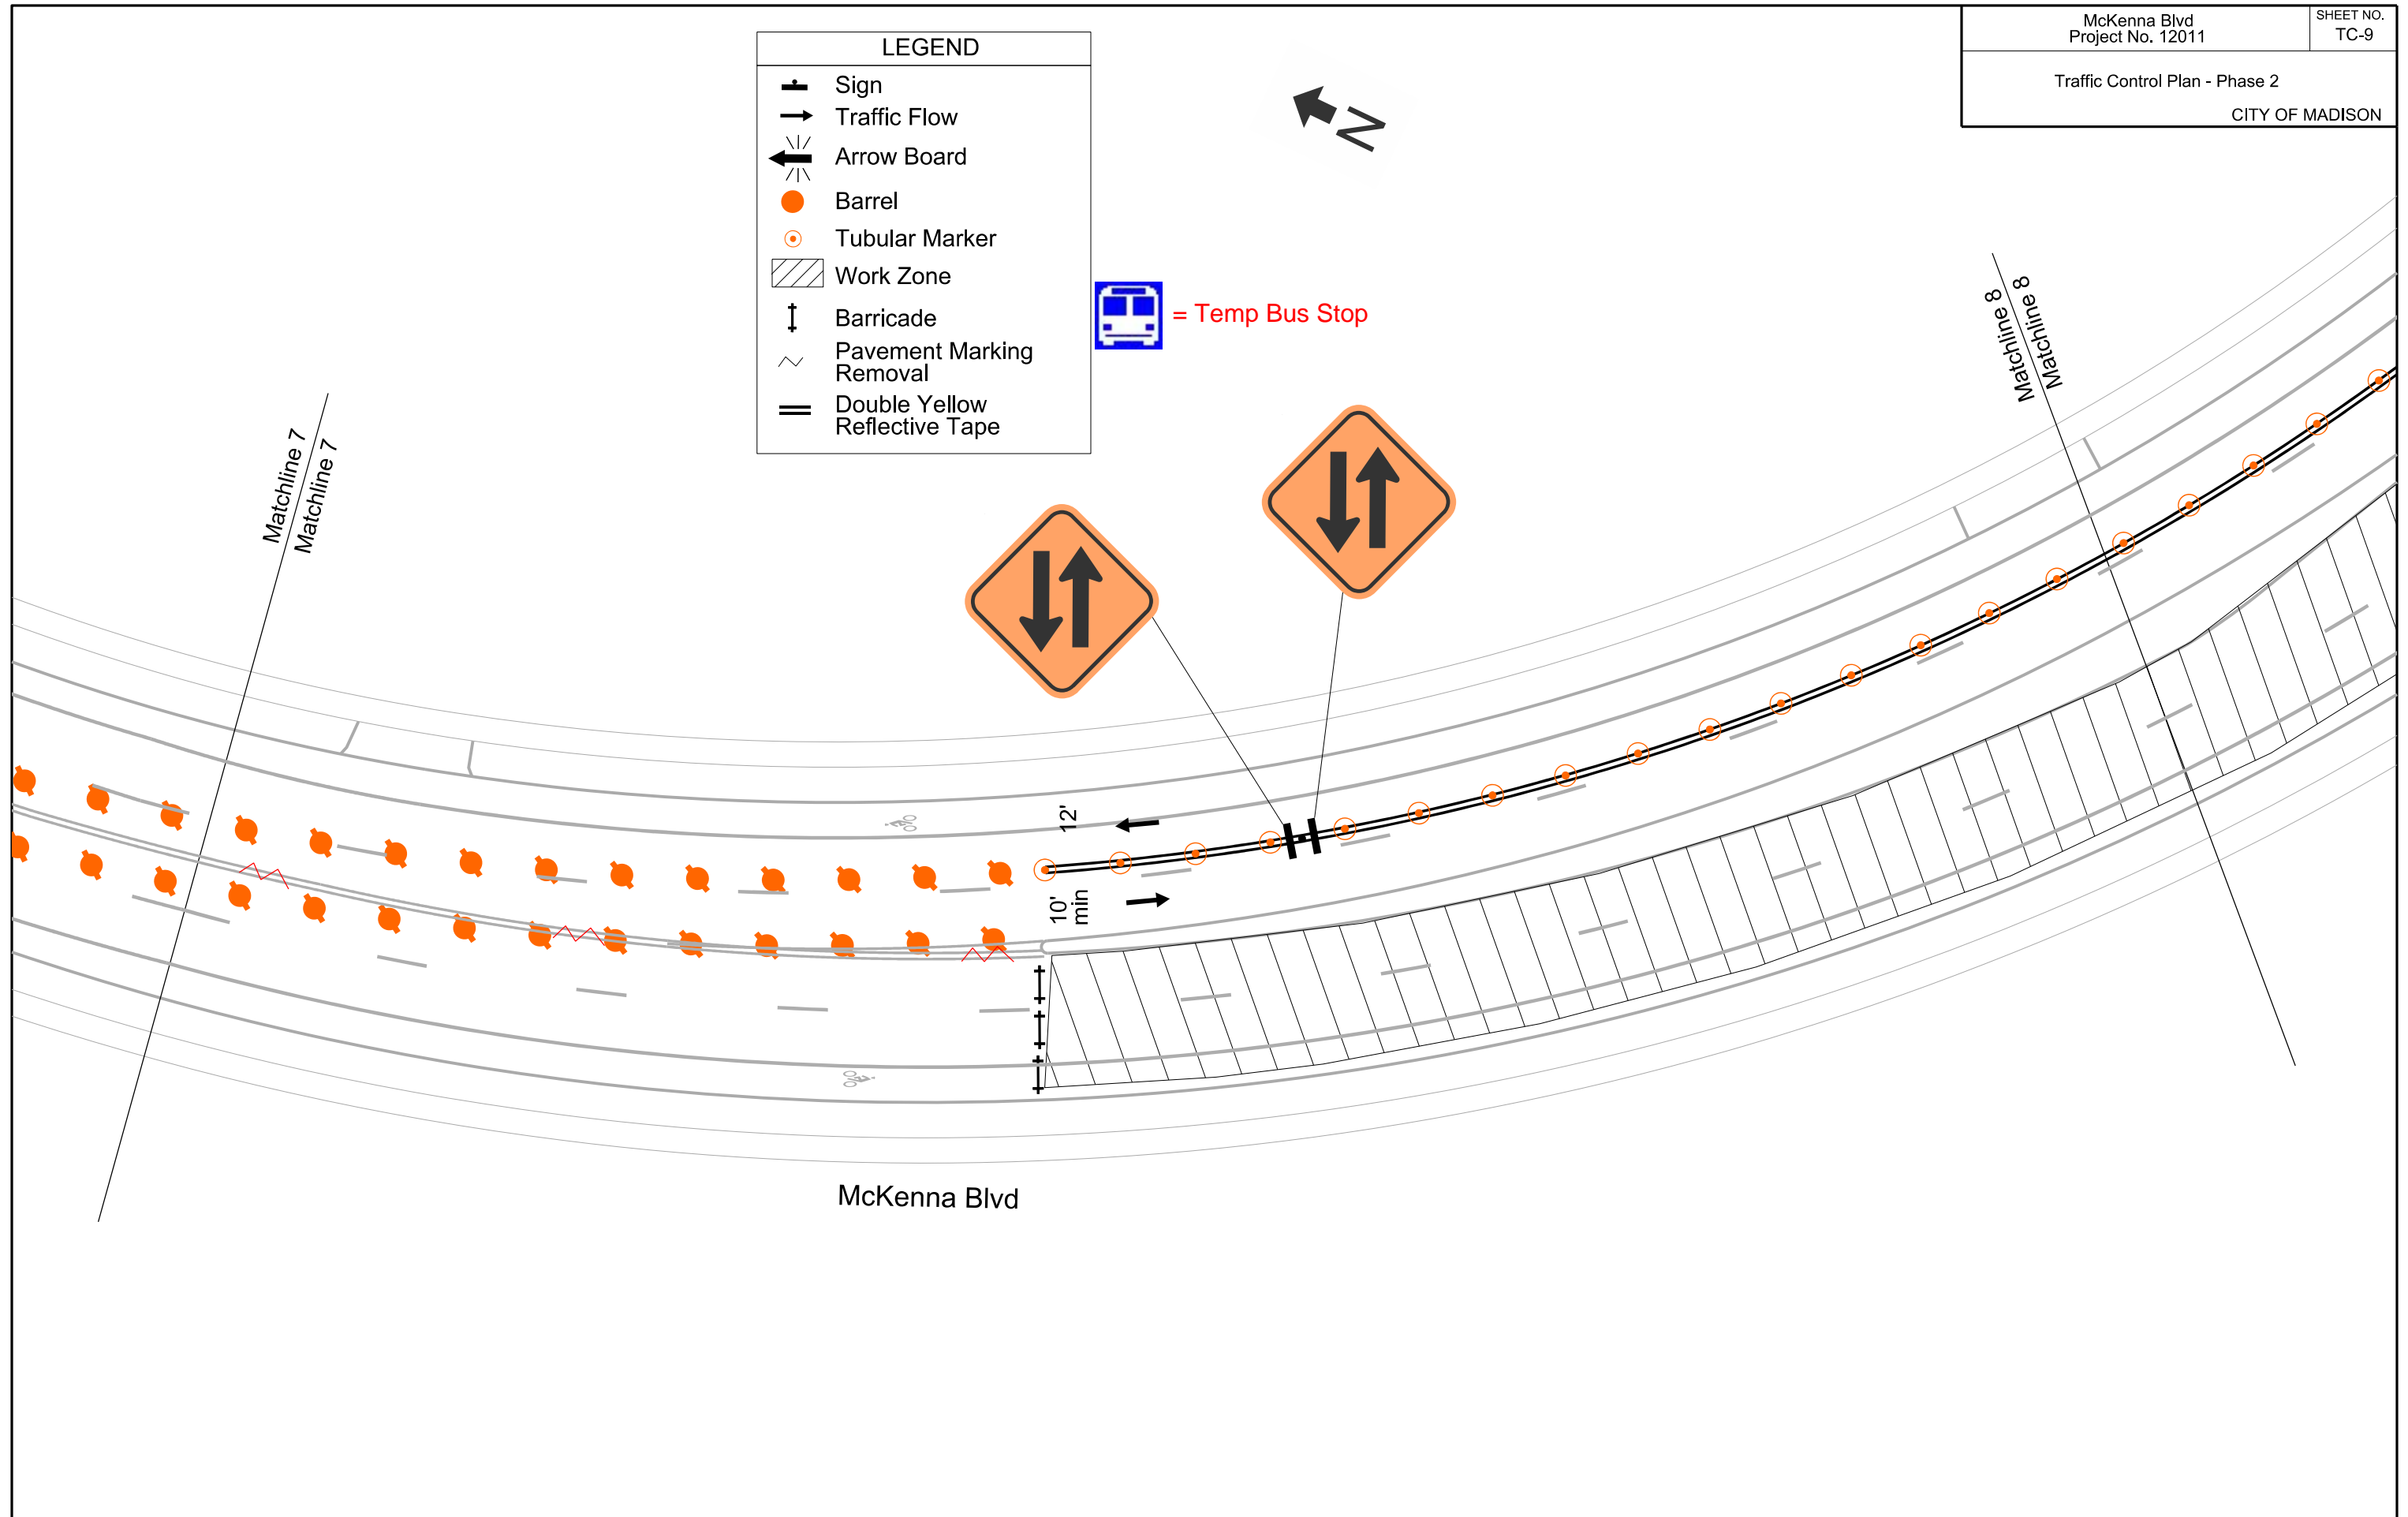 McKenna Blvd
Project No. 12011
SHEET NO.
TC-9
Traffic Control Plan - Phase 2
CITY OF MADISON
LEGEND
Sign
Traffic Flow
Arrow Board
Barrel
Tubular Marker
Work Zone
Barricade
Pavement Marking
Removal
Double Yellow
Reflective Tape
N
= Temp Bus Stop
Matchline 7
Matchline 7
Matchline 8
Matchline 8
12'
10'
min
McKenna Blvd